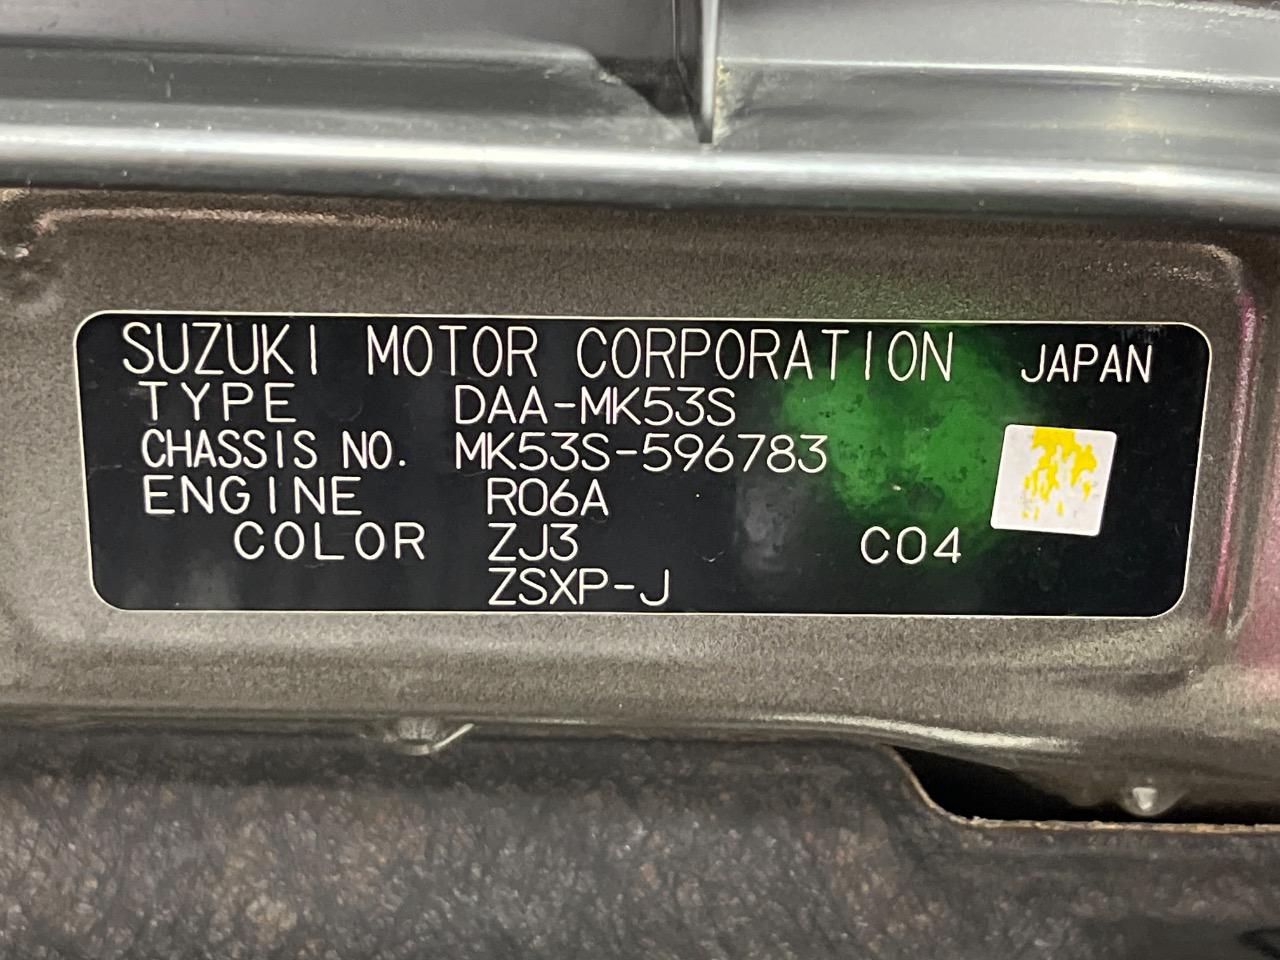 SUZUKI MOTOR CORPORATION JAPAN
TYPE DAA-MK53S
CHASSIS NO. MK53S-596783
ENGINE R06A
COLOR ZJ3 C04
ZSXP-J